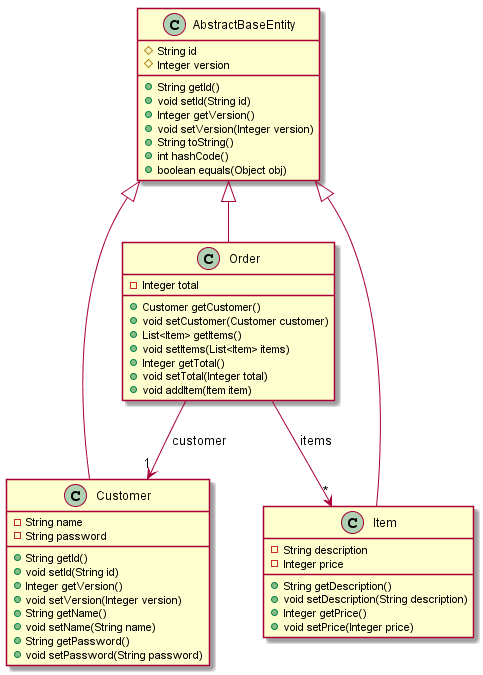 C AbstractBaseEntity
String id
Integer version
String getId()
void setId(String id)
Integer getVersion()
void setVersion(Integer version)
String toString()
int hashCode()
boolean equals(Object obj)
C Order
Integer total
Customer getCustomer()
void setCustomer(Customer customer)
List<Item> getItems()
void setItems(List<Item> items)
Integer getTotal()
void setTotal(Integer total)
void addItem(Item item)
customer
items
1
*
C Customer
String name
String password
String getId()
void setId(String id)
Integer getVersion()
void setVersion(Integer version)
String getName()
void setName(String name)
String getPassword()
void setPassword(String password)
C Item
String description
Integer price
String getDescription()
void setDescription(String description)
Integer getPrice()
void setPrice(Integer price)